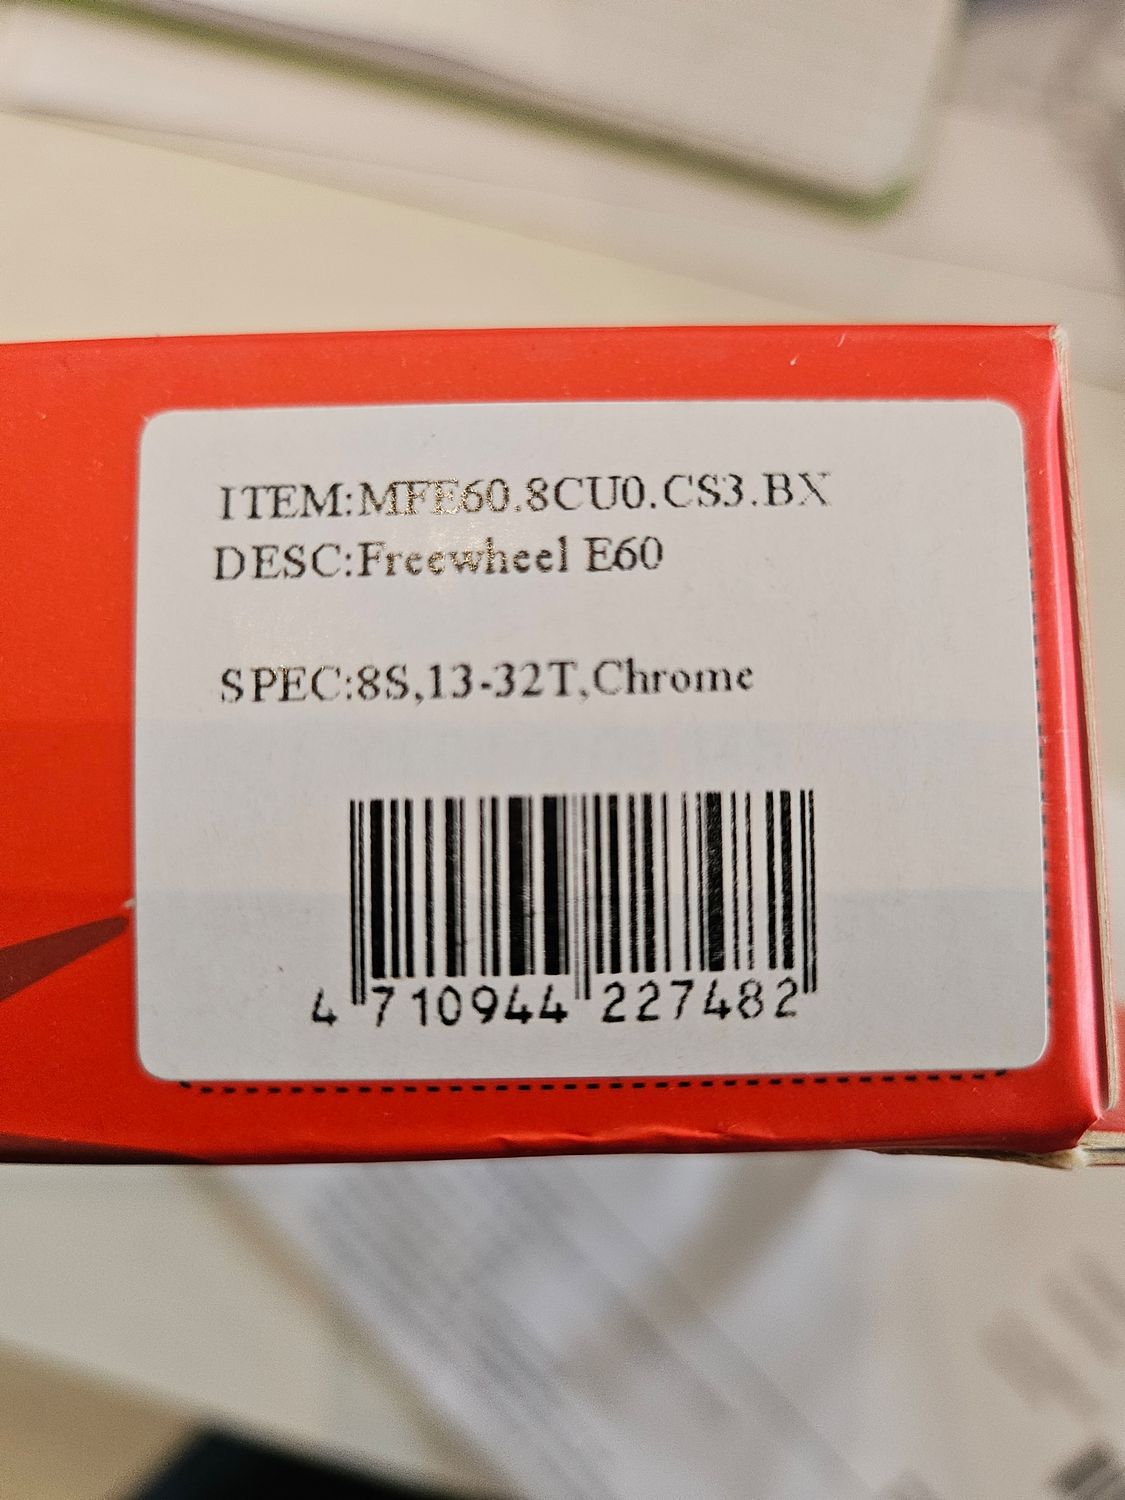 ITEM:MFE60.8CU0.CS3.BX
DESC:Freewheel E60
SPEC:8S,13-32T,Chrome
4 710944 227482